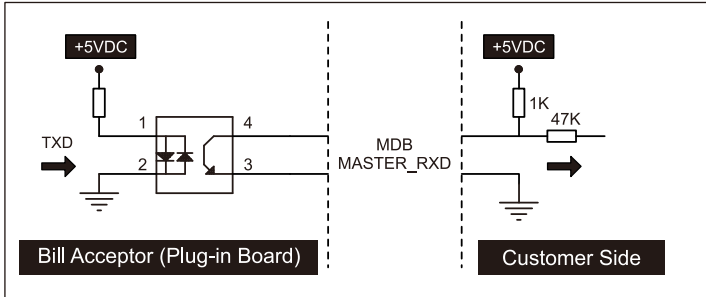 +5VDC
+5VDC
1K
47K
1
4
TXD
MDB
MASTER_RXD
2
3
Bill Acceptor (Plug-in Board)
Customer Side